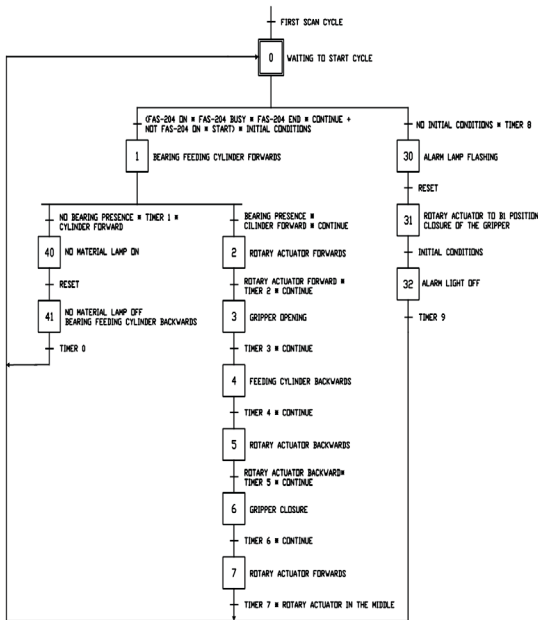 FIRST SCAN CYCLE
0
WAITING TO START CYCLE
(FAS-204 ON * FAS-204 BUSY * FAS-204 END * CONTINUE +
NOT FAS-204 ON * START) * INITIAL CONDITIONS
NO INITIAL CONDITIONS * TIMER 8
1
BEARING FEEDING CYLINDER FORWARDS
30
ALARM LAMP FLASHING
RESET
NO BEARING PRESENCE * TIMER 1 *
CYLINDER FORWARD
BEARING PRESENCE *
CILINDER FORWARD * CONTINUE
31
ROTARY ACTUATOR TO B1 POSITION
CLOSURE OF THE GRIPPER
40
NO MATERIAL LAMP ON
2
ROTARY ACTUATOR FORWARDS
INITIAL CONDITIONS
RESET
ROTARY ACTUATOR FORWARD *
TIMER 2 * CONTINUE
32
ALARM LIGHT OFF
41
NO MATERIAL LAMP OFF
BEARING FEEDING CYLINDER BACKWARDS
3
GRIPPER OPENING
TIMER 9
TIMER 0
TIMER 3 * CONTINUE
4
FEEDING CYLINDER BACKWARDS
TIMER 4 * CONTINUE
5
ROTARY ACTUATOR BACKWARDS
ROTARY ACTUATOR BACKWARD*
TIMER 5 * CONTINUE
6
GRIPPER CLOSURE
TIMER 6 * CONTINUE
7
ROTARY ACTUATOR FORWARDS
TIMER 7 * ROTARY ACTUATOR IN THE MIDDLE